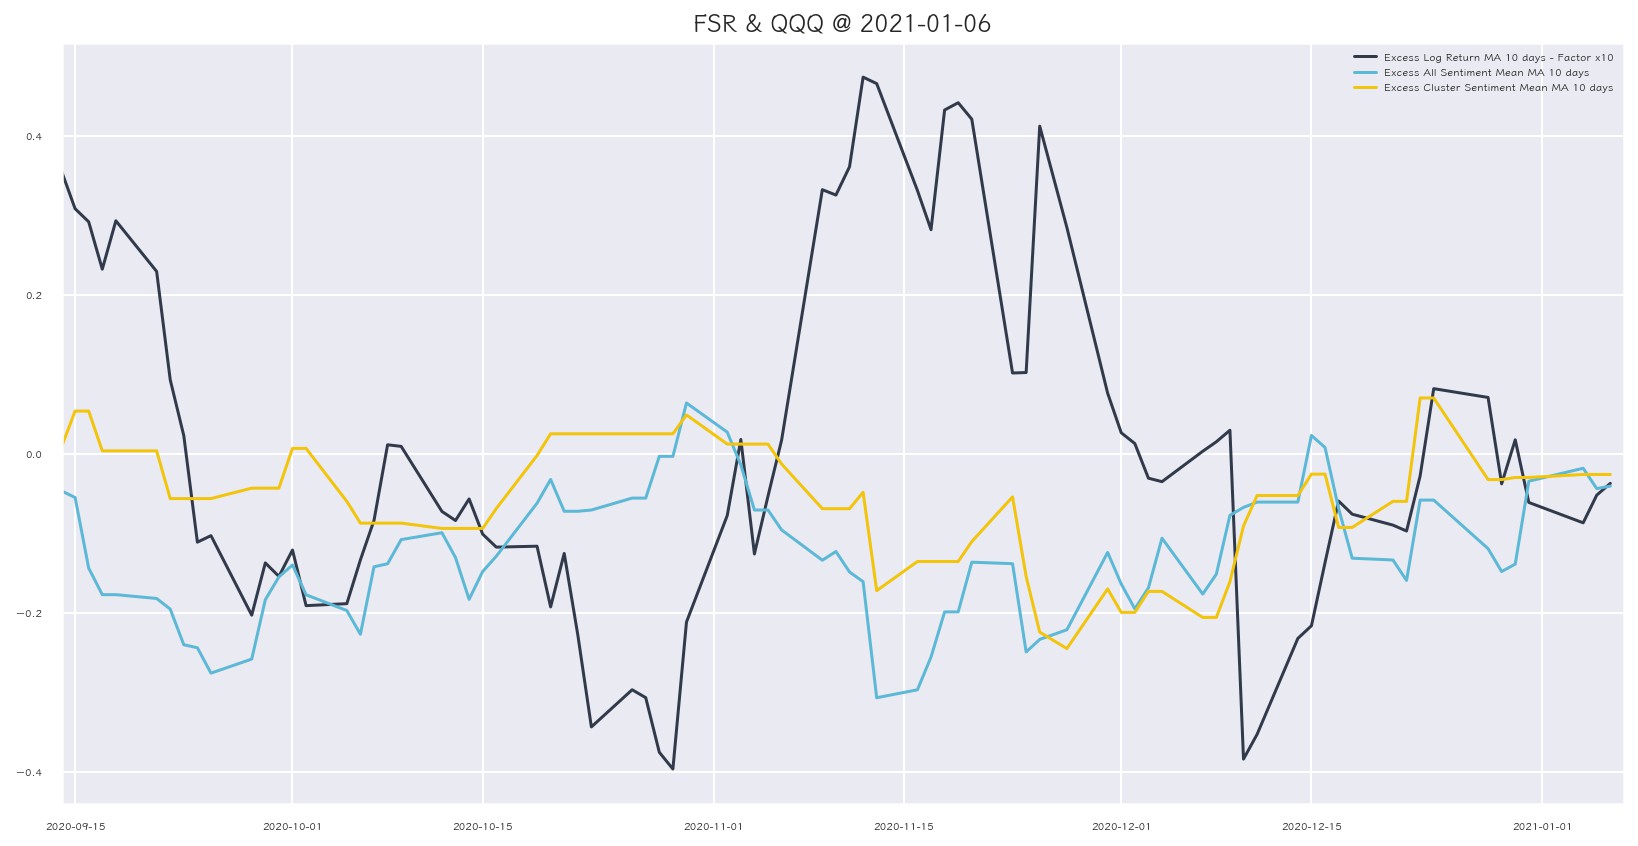 FSR & QQQ @ 2021-01-06
Excess Log Return MA 10 days - Factor x10
Excess All Sentiment Mean MA 10 days
Excess Cluster Sentiment Mean MA 10 days
0.4
0.2
0.0
−0.2
−0.4
2020-09-15 2020-10-01 2020-10-15 2020-11-01 2020-11-15 2020-12-01 2020-12-15 2021-01-01